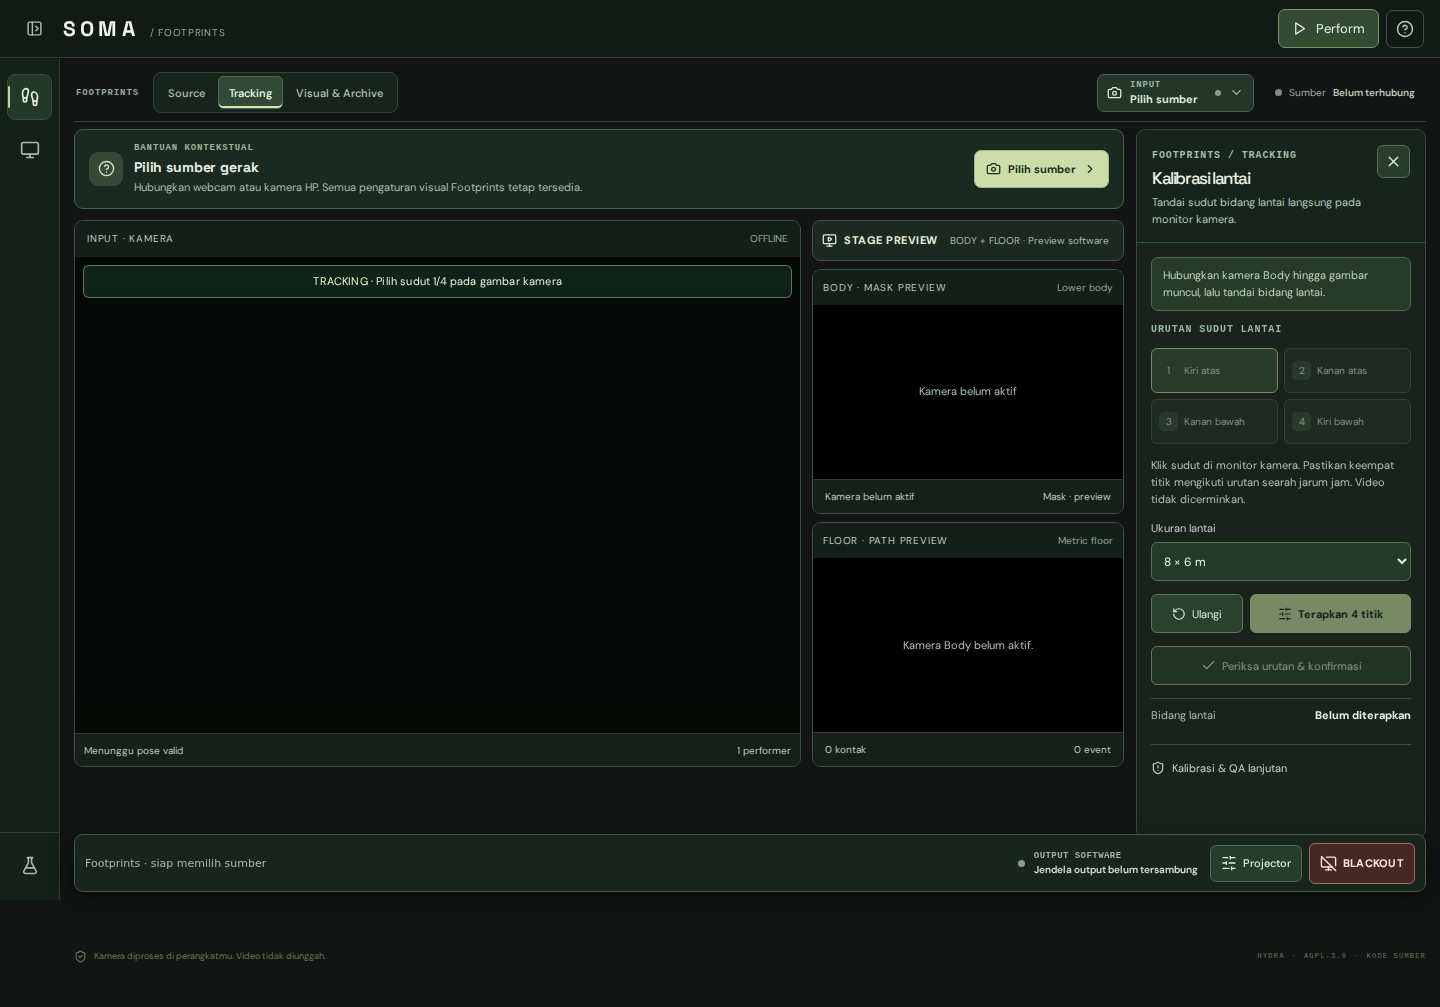 SOMA / FOOTPRINTS
Perform
FOOTPRINTS
Source
Tracking
Visual & Archive
INPUT
Pilih sumber
Sumber Belum terhubung
BANTUAN KONTEKSTUAL
Pilih sumber gerak
Hubungkan webcam atau kamera HP. Semua pengaturan visual Footprints tetap tersedia.
Pilih sumber
INPUT · KAMERA
OFFLINE
TRACKING · Pilih sudut 1/4 pada gambar kamera
Menunggu pose valid
1 performer
STAGE PREVIEW
BODY + FLOOR · Preview software
BODY · MASK PREVIEW
Lower body
Kamera belum aktif
Kamera belum aktif
Mask · preview
FLOOR · PATH PREVIEW
Metric floor
Kamera Body belum aktif.
0 kontak
0 event
FOOTPRINTS / TRACKING
Kalibrasi lantai
Tandai sudut bidang lantai langsung pada
monitor kamera.
Hubungkan kamera Body hingga gambar
muncul, lalu tandai bidang lantai.
URUTAN SUDUT LANTAI
1 Kiri atas
2 Kanan atas
3 Kanan bawah
4 Kiri bawah
Klik sudut di monitor kamera. Pastikan keempat
titik mengikuti urutan searah jarum jam. Video
tidak dicerminkan.
Ukuran lantai
8 × 6 m
Ulangi
Terapkan 4 titik
Periksa urutan & konfirmasi
Bidang lantai
Belum diterapkan
Kalibrasi & QA lanjutan
Footprints · siap memilih sumber
OUTPUT SOFTWARE
Jendela output belum tersambung
Projector
BLACKOUT
Kamera diproses di perangkatmu. Video tidak diunggah.
HYDRA · AGPL-3.0 · KODE SUMBER